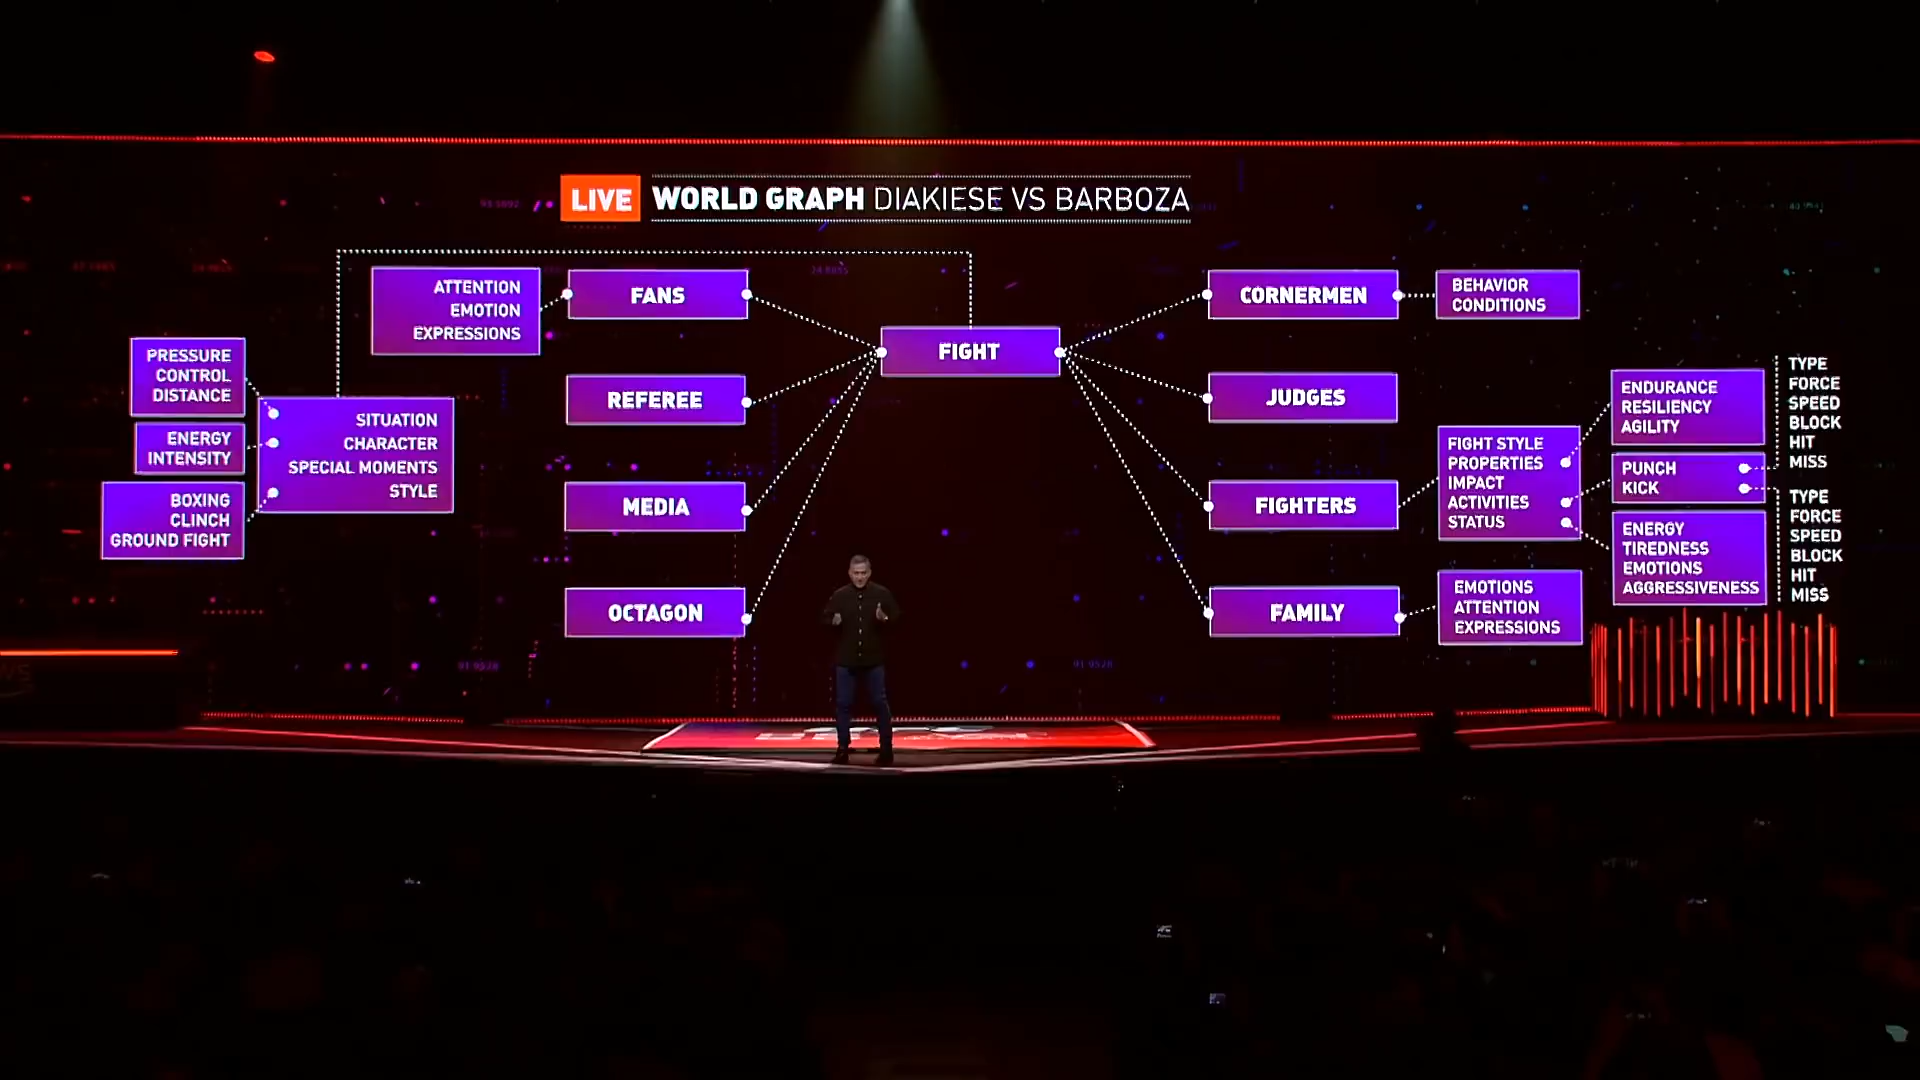 LIVE WORLD GRAPH DIAKIESE VS BARBOZA
ATTENTION
EMOTION
EXPRESSIONS
FANS
REFEREE
MEDIA
OCTAGON
PRESSURE
CONTROL
DISTANCE
ENERGY
INTENSITY
BOXING
CLINCH
GROUND FIGHT
SITUATION
CHARACTER
SPECIAL MOMENTS
STYLE
FIGHT
CORNERMEN
BEHAVIOR
CONDITIONS
JUDGES
FIGHTERS
FAMILY
FIGHT STYLE
PROPERTIES
IMPACT
ACTIVITIES
STATUS
EMOTIONS
ATTENTION
EXPRESSIONS
ENDURANCE
RESILIENCY
AGILITY
PUNCH
KICK
ENERGY
TIREDNESS
EMOTIONS
AGGRESSIVENESS
TYPE
FORCE
SPEED
BLOCK
HIT
MISS
TYPE
FORCE
SPEED
BLOCK
HIT
MISS